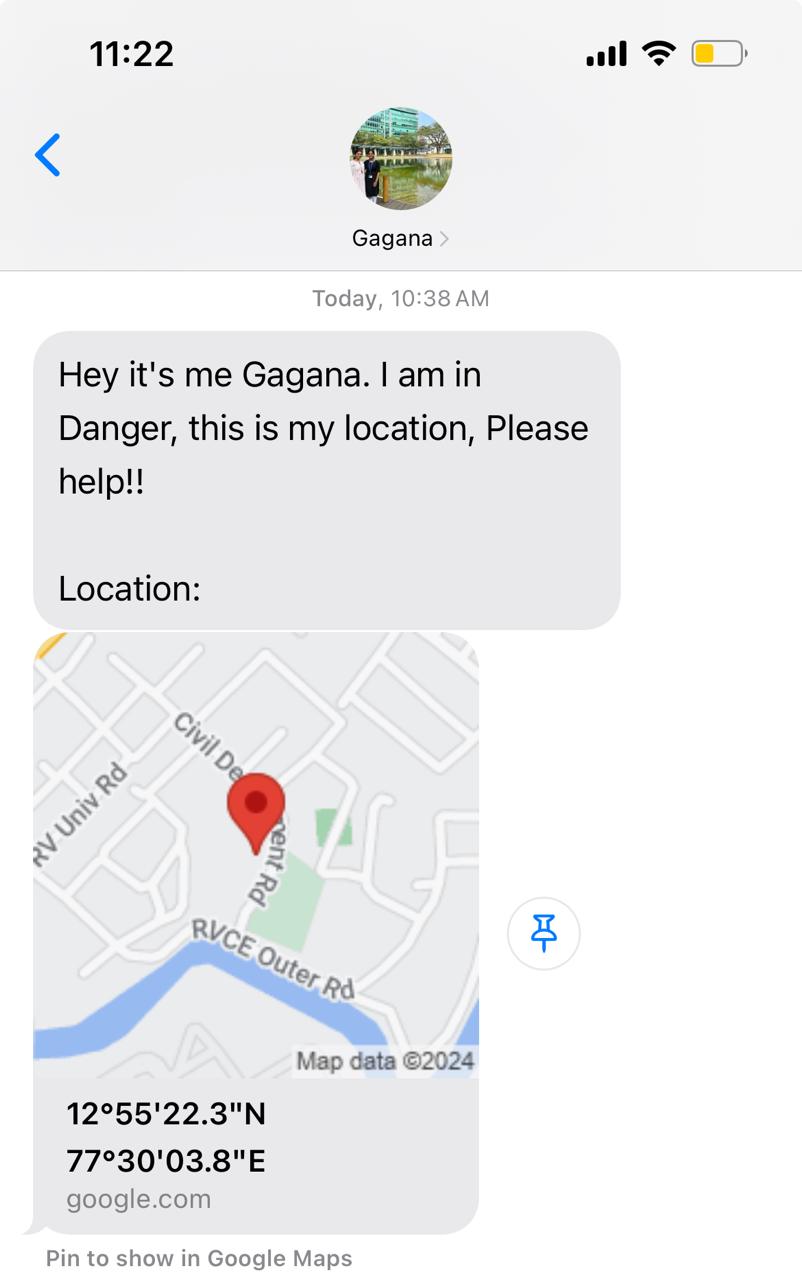 11:22
Gagana
Today, 10:38 AM
Hey it's me Gagana. I am in
Danger, this is my location, Please
help!!
Location:
Civil De
ent Rd
RV Univ Rd
RVCE Outer Rd
Map data ©2024
12°55'22.3"N
77°30'03.8"E
google.com
Pin to show in Google Maps